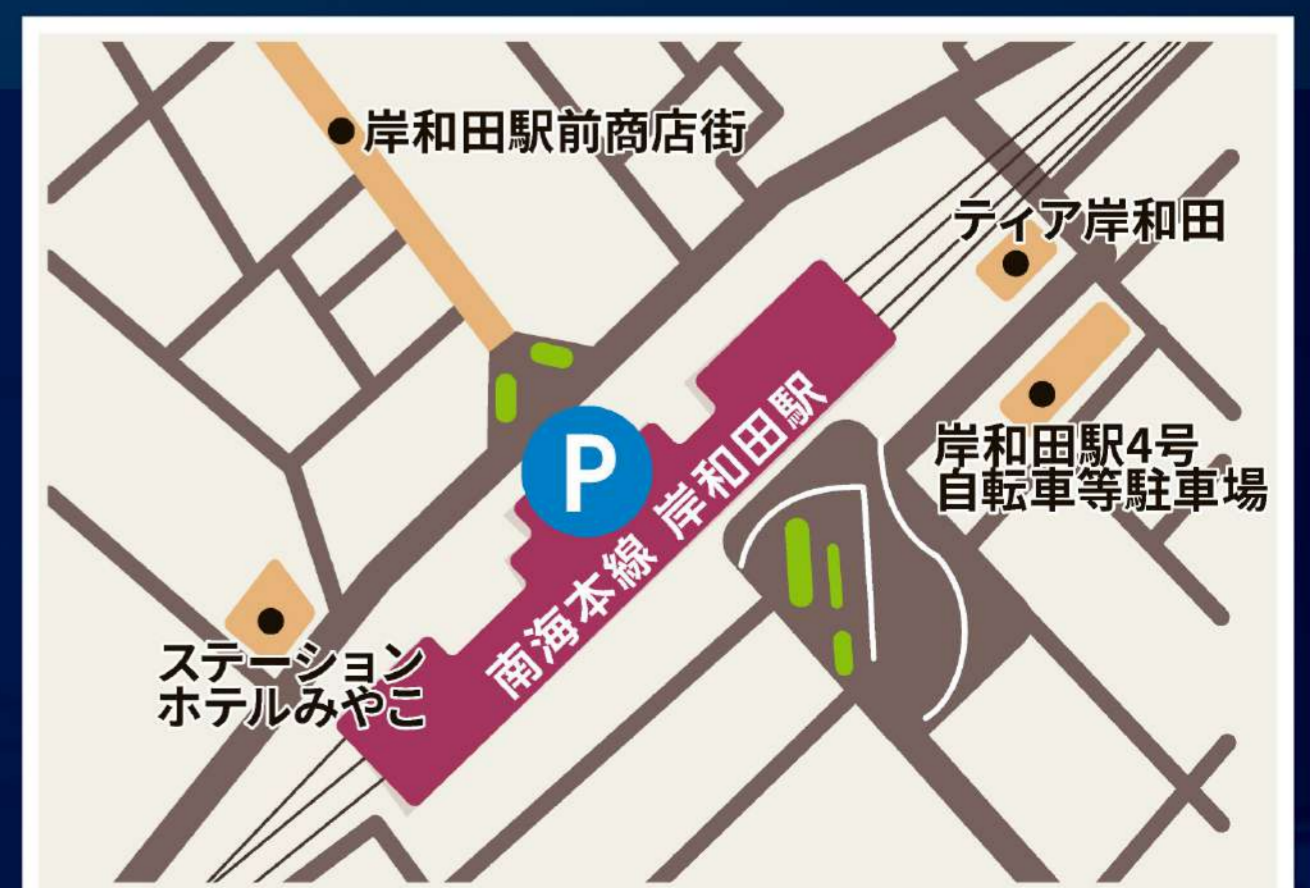 岸和田駅前商店街
ティア岸和田
P
南海本線 岸和田駅
岸和田駅4号
自転車等駐車場
ステーション
ホテルみやこ